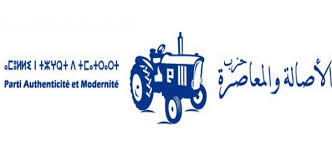 Parti Authenticité et Modernité
حزب
الأصالة والمعاصرة